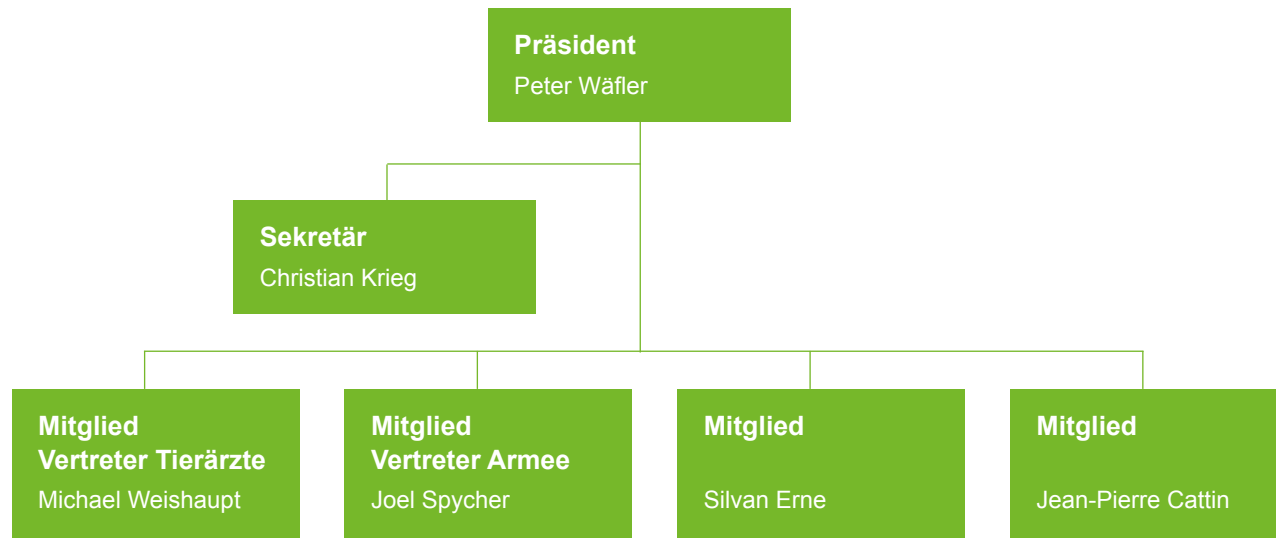 Präsident
Peter Wäfler
Sekretär
Christian Krieg
Mitglied
Vertreter Tierärzte
Michael Weishaupt
Mitglied
Vertreter Armee
Joel Spycher
Mitglied
Silvan Erne
Mitglied
Jean-Pierre Cattin